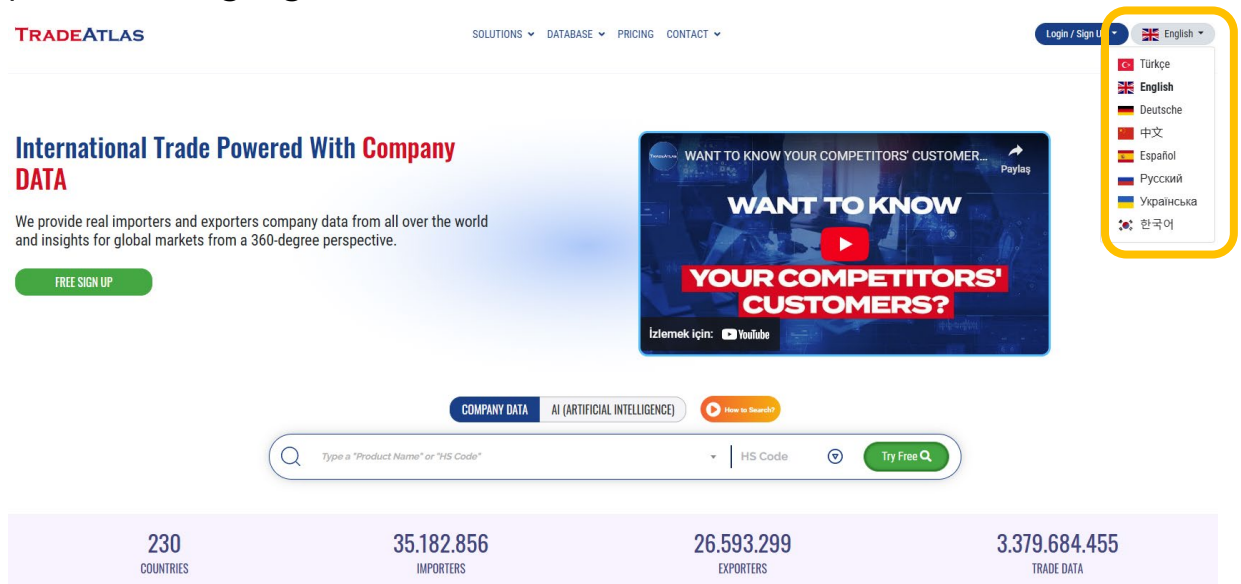 TRADEATLAS
SOLUTIONS DATABASE PRICING CONTACT
Login / Sign U
English
Türkçe
English
Deutsche
中文
Español
Русский
Українська
한국어
International Trade Powered With Company
DATA
We provide real importers and exporters company data from all over the world
and insights for global markets from a 360-degree perspective.
FREE SIGN UP
WANT TO KNOW YOUR COMPETITORS' CUSTOMER...
Paylaş
WANT TO KNOW
YOUR COMPETITORS'
CUSTOMERS?
İzlemek için: YouTube
COMPANY DATA AI (ARTIFICIAL INTELLIGENCE) How to Search?
Type a "Product Name" or "HS Code" HS Code Try Free
230 35.182.856 26.593.299 3.379.684.455
COUNTRIES IMPORTERS EXPORTERS TRADE DATA